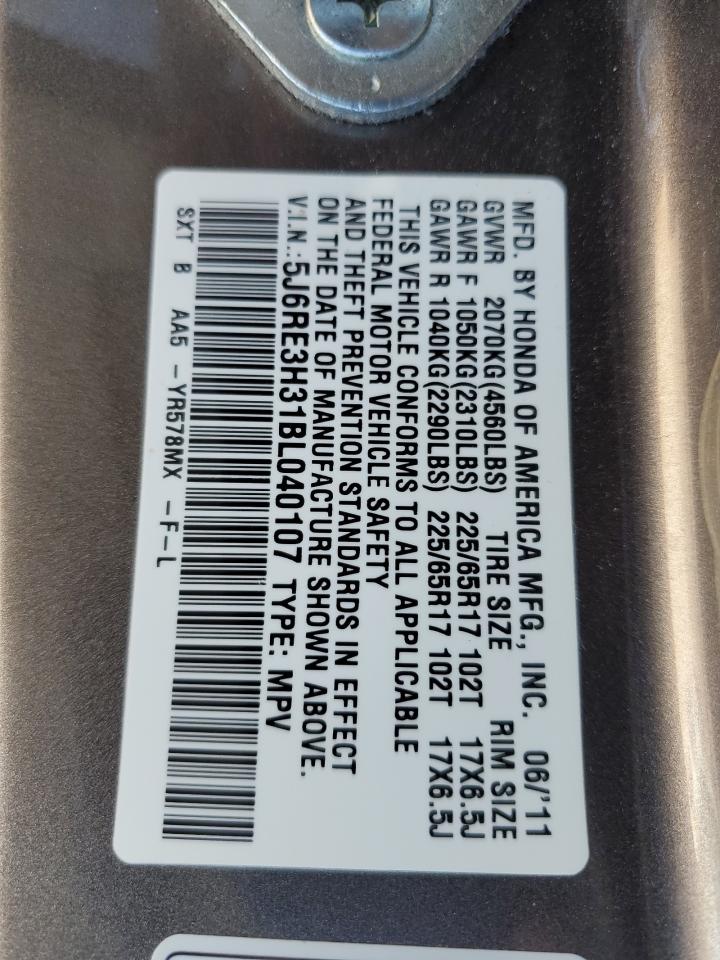 MFD. BY HONDA OF AMERICA MFG., INC. 06/'11
GVWR 2070KG(4560LBS) TIRE SIZE RIM SIZE
GAWR F 1050KG(2310LBS) 225/65R17 102T 17X6.5J
GAWR R 1040KG(2290LBS) 225/65R17 102T 17X6.5J
THIS VEHICLE CONFORMS TO ALL APPLICABLE
FEDERAL MOTOR VEHICLE SAFETY
AND THEFT PREVENTION STANDARDS IN EFFECT
ON THE DATE OF MANUFACTURE SHOWN ABOVE.
V.I.N.:5J6RE3H31BL040107 TYPE: MPV
SXT B AA5 -YR578MX -F-L